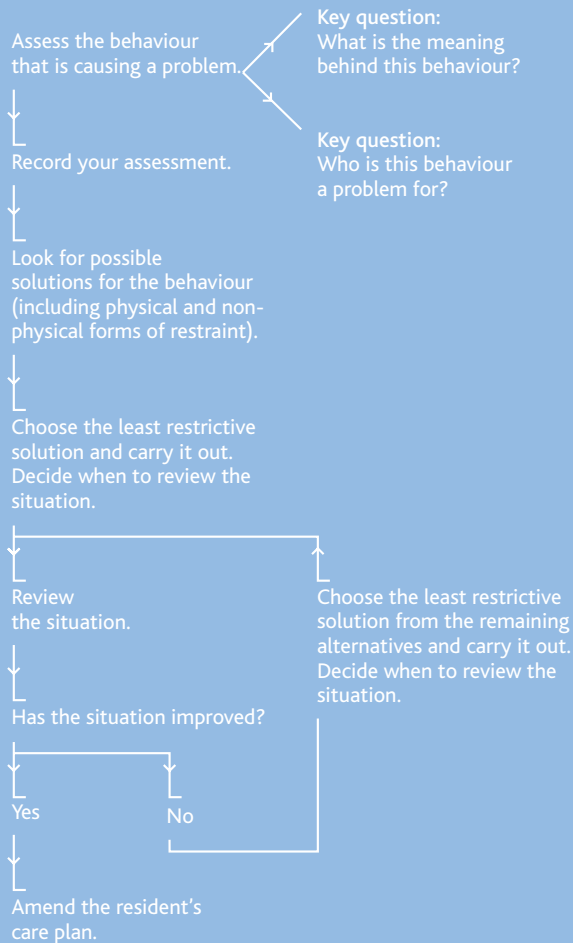 Assess the behaviour
that is causing a problem.
Key question:
What is the meaning
behind this behaviour?
Key question:
Who is this behaviour
a problem for?
Record your assessment.
Look for possible
solutions for the behaviour
(including physical and non-
physical forms of restraint).
Choose the least restrictive
solution and carry it out.
Decide when to review the
situation.
Review
the situation.
Choose the least restrictive
solution from the remaining
alternatives and carry it out.
Decide when to review the
situation.
Has the situation improved?
Yes
No
Amend the resident’s
care plan.